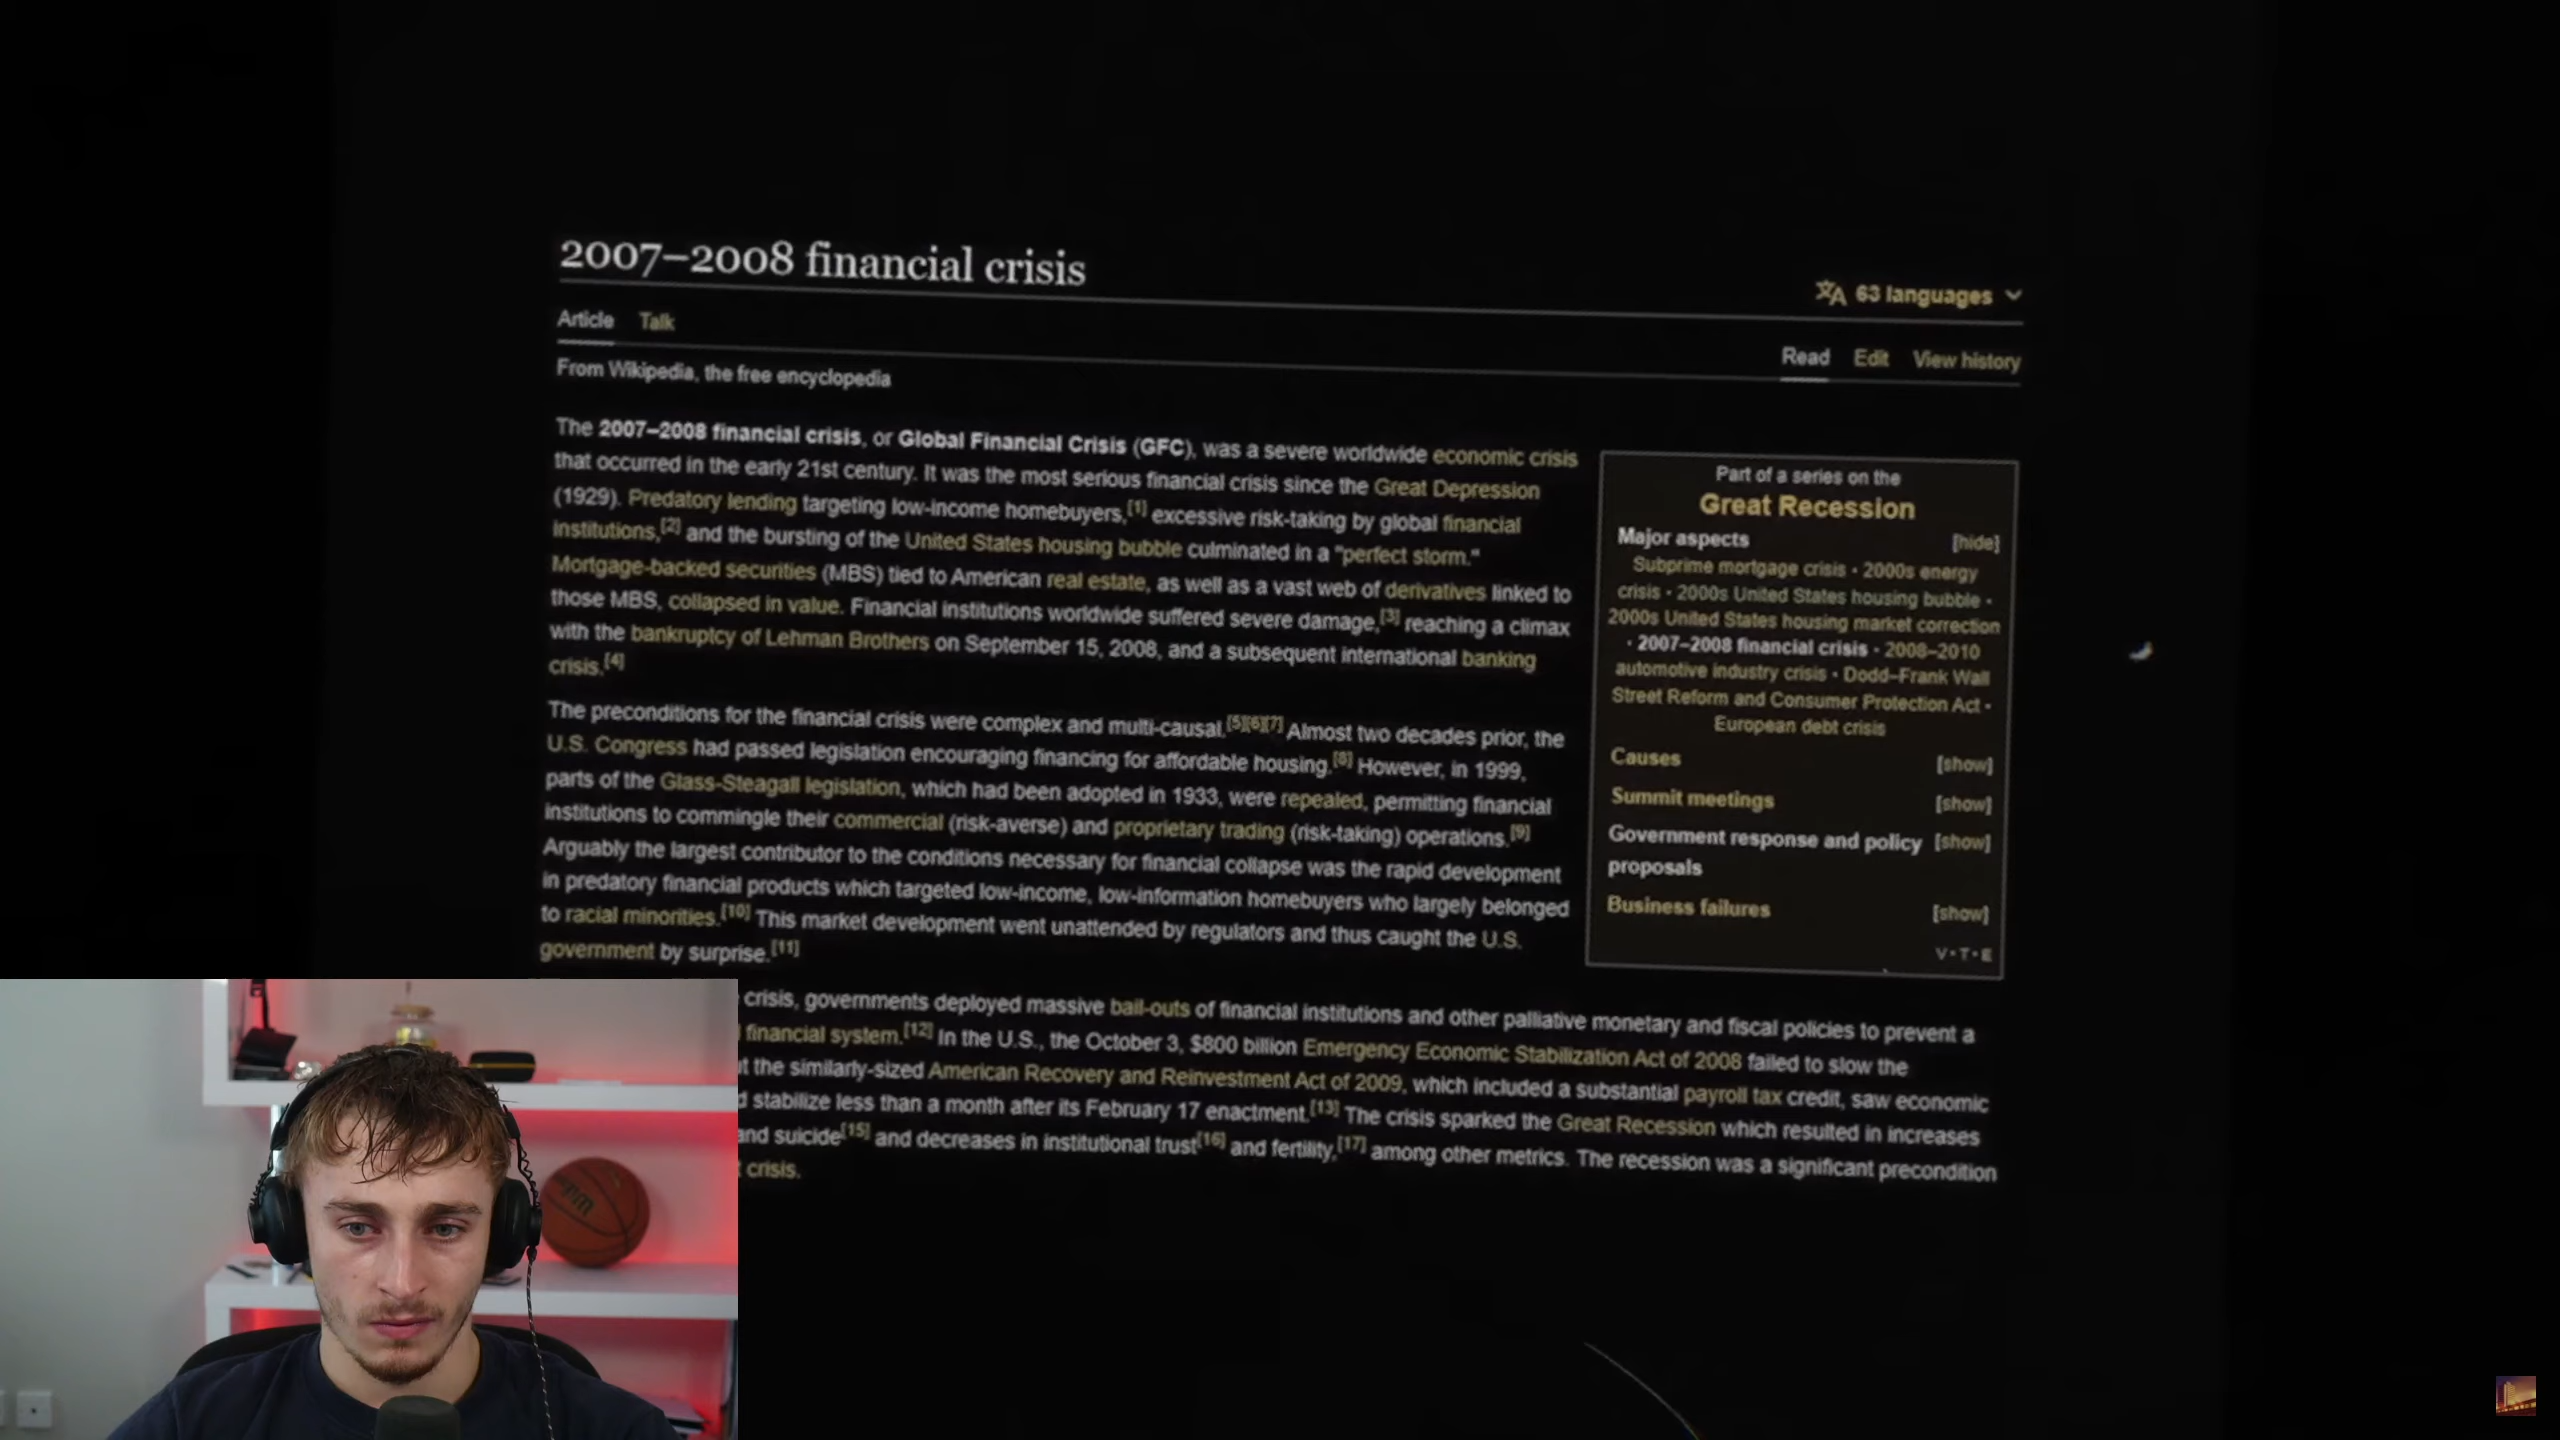 2007–2008 financial crisis
63 languages
Article Talk
Read Edit View history
From Wikipedia, the free encyclopedia
The 2007–2008 financial crisis, or Global Financial Crisis (GFC), was a severe worldwide economic crisis
that occurred in the early 21st century. It was the most serious financial crisis since the Great Depression
(1929). Predatory lending targeting low-income homebuyers,[1] excessive risk-taking by global financial
institutions,[2] and the bursting of the United States housing bubble culminated in a "perfect storm."
Mortgage-backed securities (MBS) tied to American real estate, as well as a vast web of derivatives linked to
those MBS, collapsed in value. Financial institutions worldwide suffered severe damage,[3] reaching a climax
with the bankruptcy of Lehman Brothers on September 15, 2008, and a subsequent international banking
crisis.[4]
The preconditions for the financial crisis were complex and multi-causal.[5][6][7] Almost two decades prior, the
U.S. Congress had passed legislation encouraging financing for affordable housing.[8] However, in 1999,
parts of the Glass-Steagall legislation, which had been adopted in 1933, were repealed, permitting financial
institutions to commingle their commercial (risk-averse) and proprietary trading (risk-taking) operations.[9]
Arguably the largest contributor to the conditions necessary for financial collapse was the rapid development
in predatory financial products which targeted low-income, low-information homebuyers who largely belonged
to racial minorities.[10] This market development went unattended by regulators and thus caught the U.S.
government by surprise.[11]
Part of a series on the
Great Recession
Major aspects [hide]
Subprime mortgage crisis · 2000s energy
crisis · 2000s United States housing bubble ·
2000s United States housing market correction
· 2007–2008 financial crisis · 2008–2010
automotive industry crisis · Dodd–Frank Wall
Street Reform and Consumer Protection Act ·
European debt crisis
Causes [show]
Summit meetings [show]
Government response and policy [show]
proposals
Business failures [show]
V·T·E
crisis, governments deployed massive bail-outs of financial institutions and other palliative monetary and fiscal policies to prevent a
financial system.[12] In the U.S., the October 3, $800 billion Emergency Economic Stabilization Act of 2008 failed to slow the
the similarly-sized American Recovery and Reinvestment Act of 2009, which included a substantial payroll tax credit, saw economic
stabilize less than a month after its February 17 enactment.[13] The crisis sparked the Great Recession which resulted in increases
and suicide[15] and decreases in institutional trust[16] and fertility,[17] among other metrics. The recession was a significant precondition
crisis.